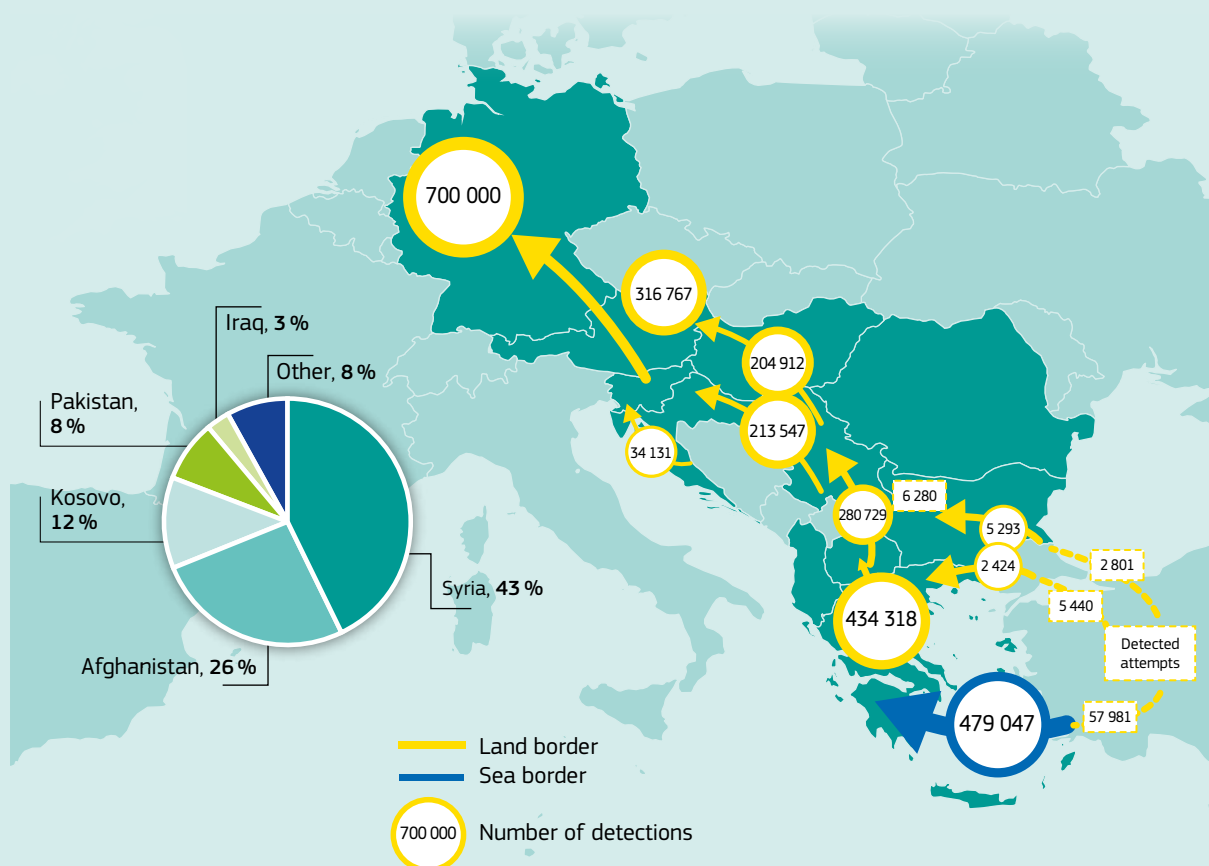 700 000
316 767
Iraq, 3 %
Other, 8 %
204 912
Pakistan,
8 %
213 547
34 131
Kosovo,
12 %
6 280
280 729
5 293
2 424
2 801
Syria, 43 %
5 440
434 318
Detected
attempts
Afghanistan, 26 %
57 981
479 047
Land border
Sea border
700 000
Number of detections